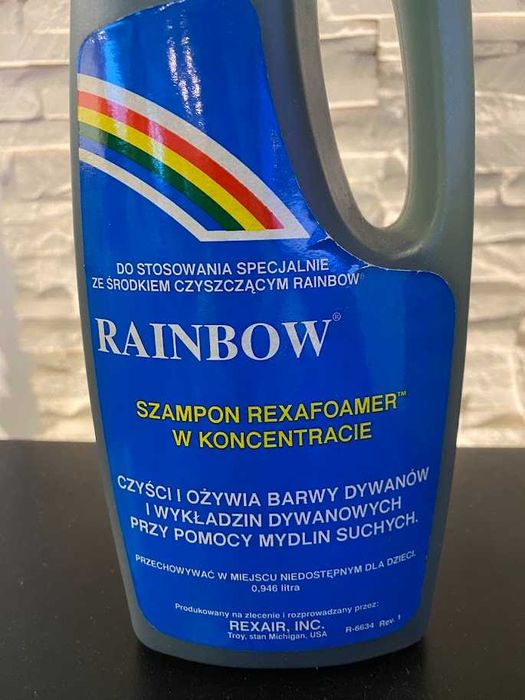 DO STOSOWANIA SPECJALNIE
ZE ŚRODKIEM CZYSZCZĄCYM RAINBOW
RAINBOW®
SZAMPON REXAFOAMER™
W KONCENTRACIE
CZYŚCI I OŻYWIA BARWY DYWANÓW
I WYKŁADZIN DYWANOWYCH
PRZY POMOCY MYDLIN SUCHYCH.
PRZECHOWYWAĆ W MIEJSCU NIEDOSTĘPNYM DLA DZIECI.
0,946 litra
Produkowany na zlecenie i rozprowadzany przez:
REXAIR, INC.
Troy, stan Michigan, USA
R-6634 Rev. 1